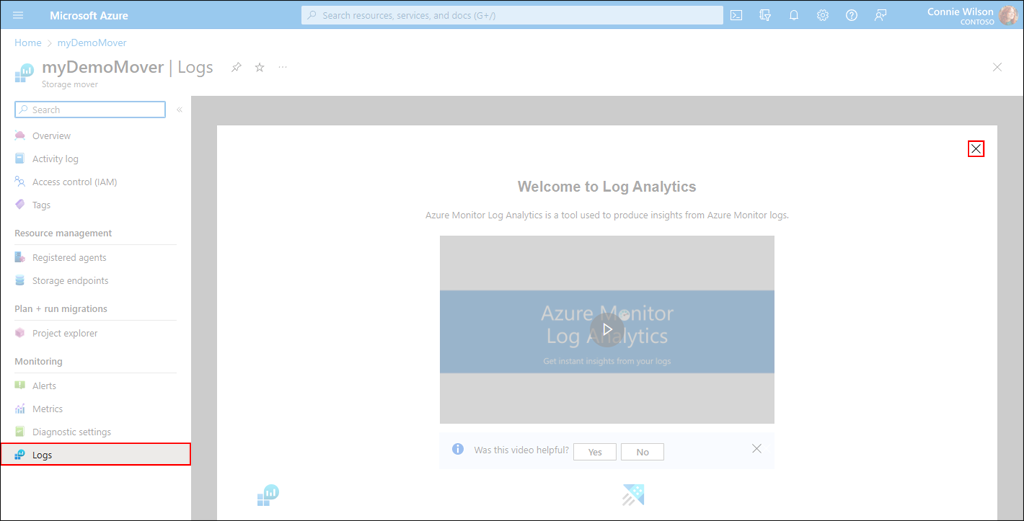 Microsoft Azure
Search resources, services, and docs (G+/)
Connie Wilson
CONTOSO
Home > myDemoMover
myDemoMover | Logs
Storage mover
Search
Overview
Activity log
Access control (IAM)
Tags
Resource management
Registered agents
Storage endpoints
Plan + run migrations
Project explorer
Monitoring
Alerts
Metrics
Diagnostic settings
Logs
Welcome to Log Analytics
Azure Monitor Log Analytics is a tool used to produce insights from Azure Monitor logs.
Azure Monitor
Log Analytics
Get instant insights from your logs
Was this video helpful? Yes No